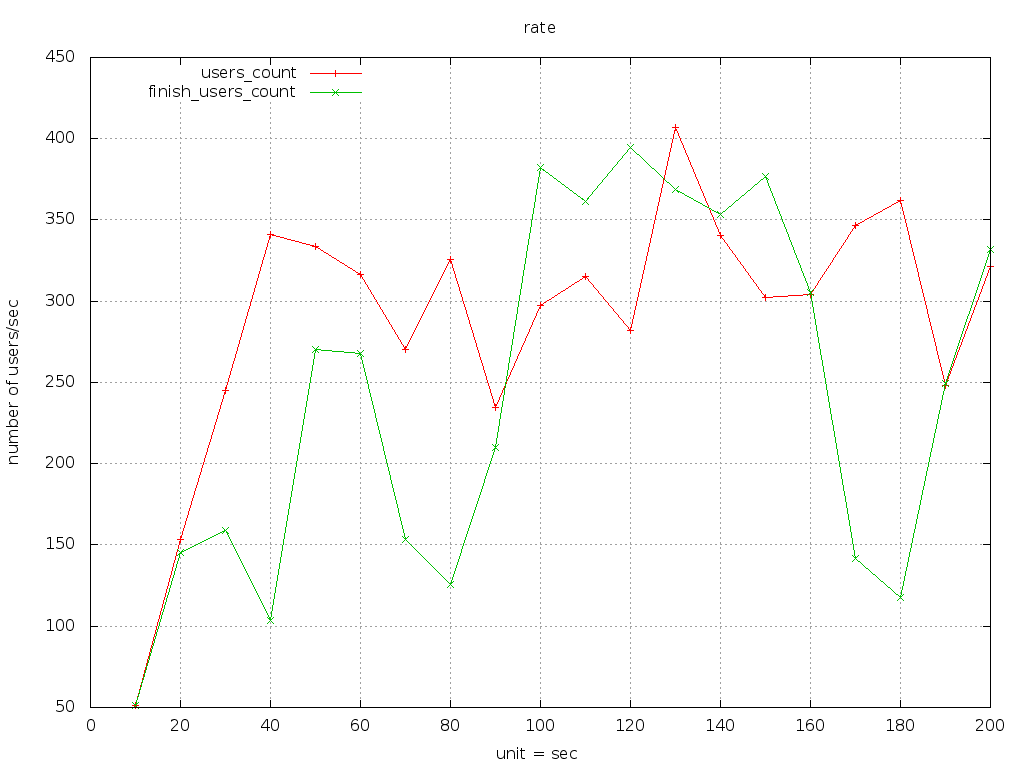 rate
450
400
350
300
250
200
150
100
50
0 20 40 60 80 100 120 140 160 180 200
users_count
finish_users_count
number of users/sec
unit = sec